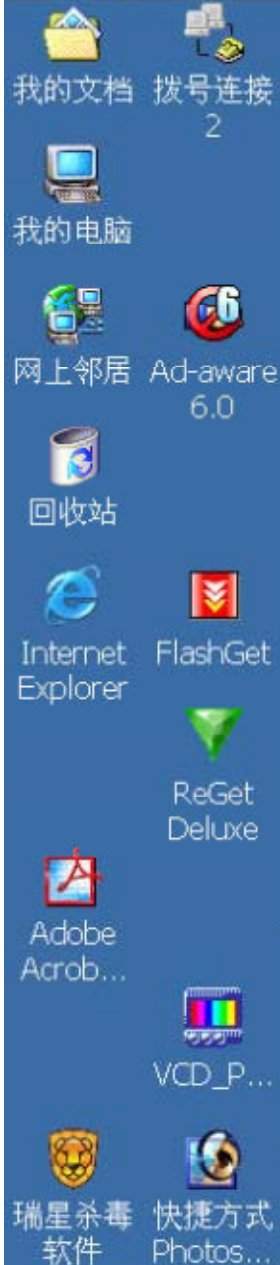 我的文档
拨号连接
2
我的电脑
网上邻居
Ad-aware
6.0
回收站
Internet
Explorer
FlashGet
ReGet
Deluxe
Adobe
Acrob...
VCD_P...
瑞星杀毒
软件
快捷方式
Photos...